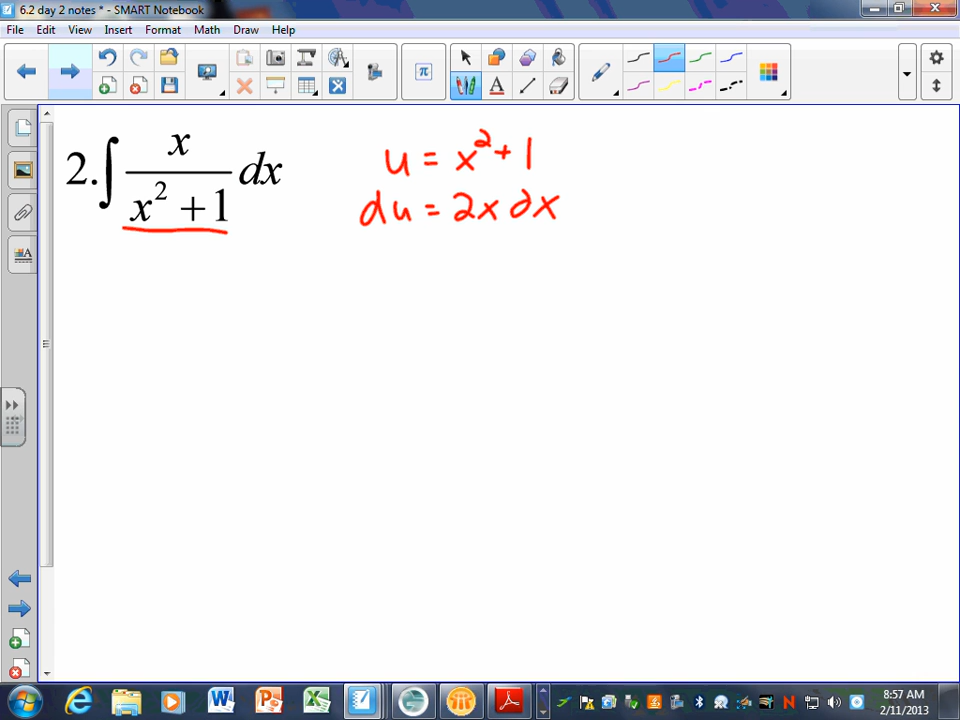 6.2 day 2 notes * - SMART Notebook
File Edit View Insert Format Math Draw Help
π A
2. ∫ x / (x² + 1) dx
u = x² + 1
du = 2x dx
8:57 AM
2/11/2013